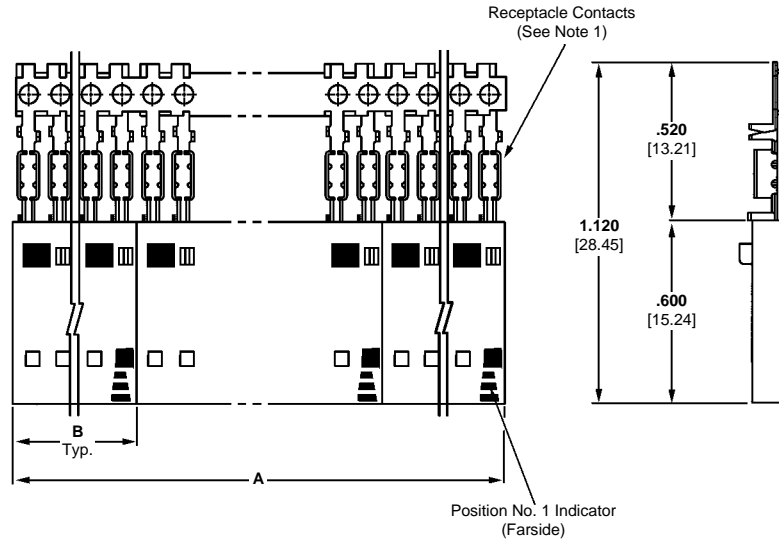 Receptacle Contacts
(See Note 1)
.520
[13.21]
1.120
[28.45]
.600
[15.24]
B
Typ.
A
Position No. 1 Indicator
(Farside)